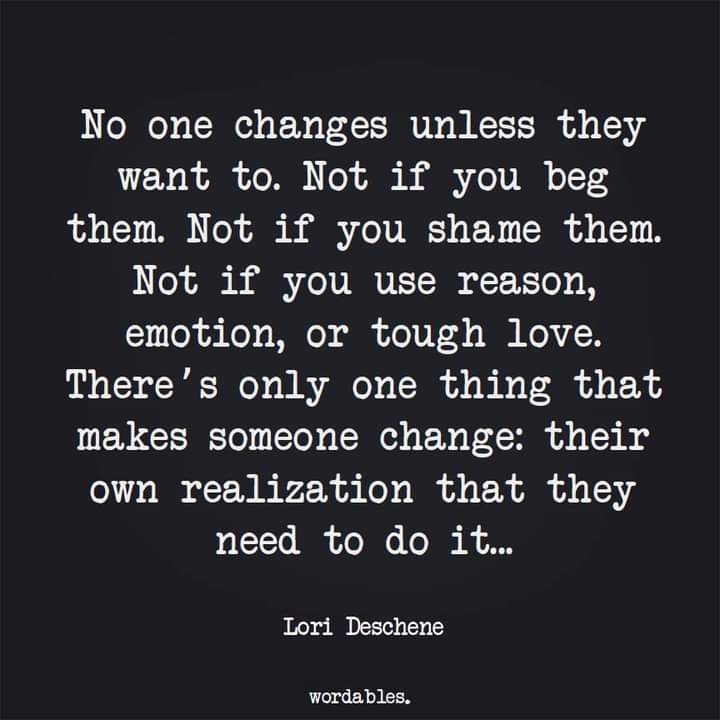 No one changes unless they
want to. Not if you beg
them. Not if you shame them.
Not if you use reason,
emotion, or tough love.
There's only one thing that
makes someone change: their
own realization that they
need to do it...
Lori Deschene
wordables.